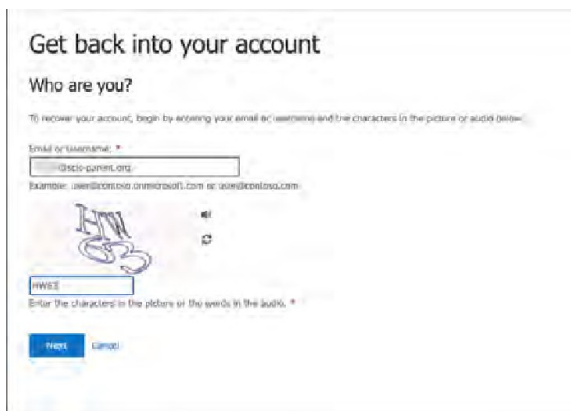 Get back into your account
Who are you?
To recover your account, begin by entering your email or username and the characters in the picture or audio below.
Email or Username: *
@scis-parent.org
Example: user@contoso.onmicrosoft.com or user@contoso.com
Enter the characters in the picture or the words in the audio. *
Next Cancel